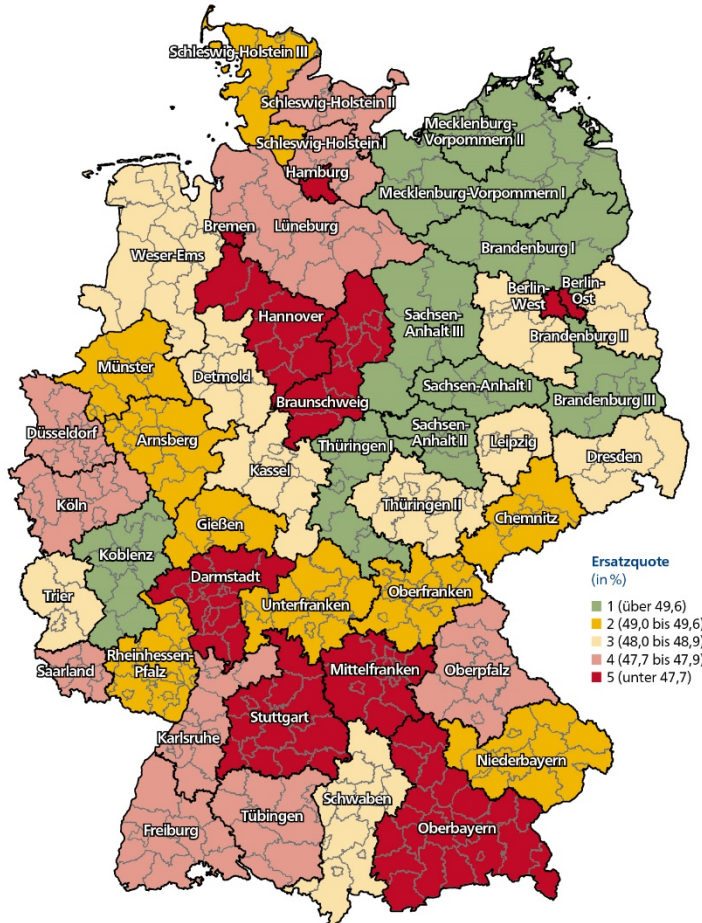 Schleswig-Holstein III
Schleswig-Holstein II
Mecklenburg-
Vorpommern II
Schleswig-Holstein I
Hamburg
Mecklenburg-Vorpommern I
Bremen
Lüneburg
Weser-Ems
Brandenburg I
Berlin-
West
Berlin-
Ost
Hannover
Sachsen-
Anhalt III
Brandenburg II
Münster
Detmold
Sachsen-Anhalt I
Braunschweig
Brandenburg III
Düsseldorf
Arnsberg
Thüringen I
Sachsen-
Anhalt II
Leipzig
Kassel
Dresden
Köln
Thüringen II
Gießen
Chemnitz
Koblenz
Darmstadt
Trier
Unterfranken
Oberfranken
Saarland
Rheinhessen-
Pfalz
Mittelfranken
Oberpfalz
Stuttgart
Karlsruhe
Niederbayern
Schwaben
Tübingen
Freiburg
Oberbayern
Ersatzquote
(in %)
1 (über 49,6)
2 (49,0 bis 49,6)
3 (48,0 bis 48,9)
4 (47,7 bis 47,9)
5 (unter 47,7)